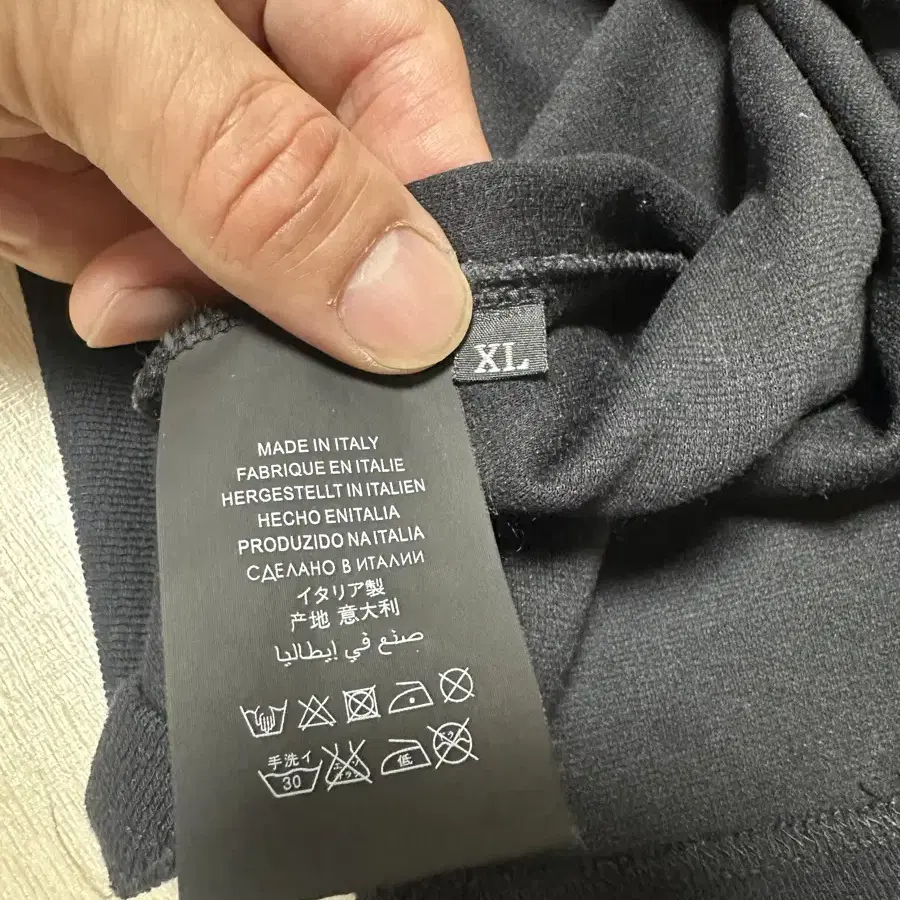 XL
MADE IN ITALY
FABRIQUE EN ITALIE
HERGESTELLT IN ITALIEN
HECHO ENITALIA
PRODUZIDO NA ITALIA
СДЕЛАНО В ИТАЛИИ
イタリア製
产地 意大利
صنع في إيطاليا
手洗イ
30
低